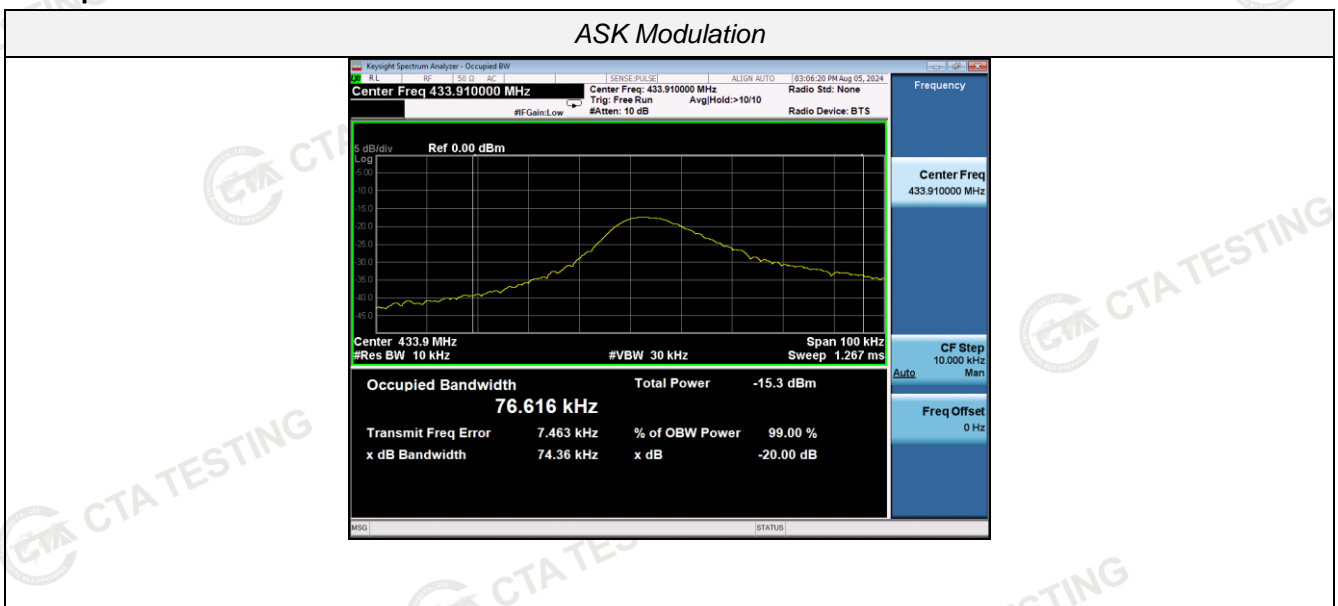 ASK Modulation
Keysight Spectrum Analyzer - Occupied BW
RL RF 50 Ω AC SENSE:PULSE ALIGN AUTO 03:06:20 PM Aug 05, 2024
Center Freq 433.910000 MHz
Center Freq: 433.910000 MHz Radio Std: None
Trig: Free Run Avg|Hold:>10/10
#IFGain:Low #Atten: 10 dB Radio Device: BTS
Frequency
5 dB/div Ref 0.00 dBm
Log
-5.00
-10.0
-15.0
-20.0
-25.0
-30.0
-35.0
-40.0
-45.0
Center Freq
433.910000 MHz
Center 433.9 MHz Span 100 kHz
#Res BW 10 kHz #VBW 30 kHz Sweep 1.267 ms
CF Step
10.000 kHz
Auto Man
Occupied Bandwidth Total Power -15.3 dBm
76.616 kHz
Transmit Freq Error 7.463 kHz % of OBW Power 99.00 %
x dB Bandwidth 74.36 kHz x dB -20.00 dB
Freq Offset
0 Hz
MSG STATUS
CTA TESTING
CTA TESTING
CTA TE
STING